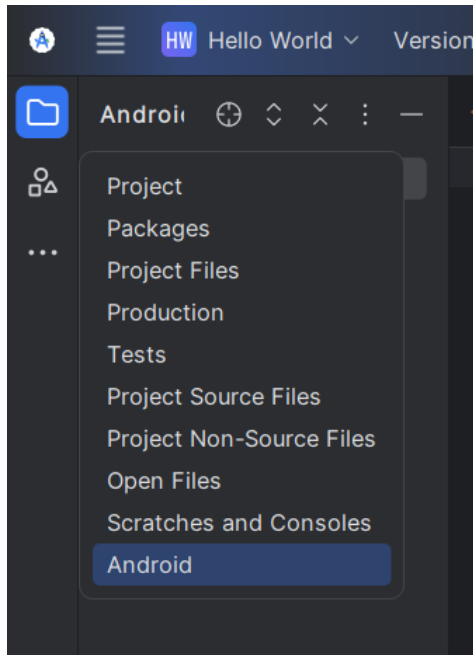 HW Hello World Version
Androi
Project
Packages
Project Files
Production
Tests
Project Source Files
Project Non-Source Files
Open Files
Scratches and Consoles
Android